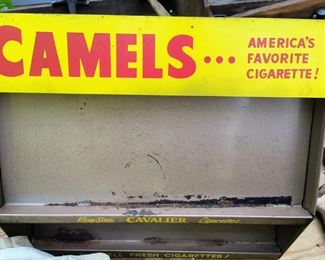 CAMELS...
AMERICA'S
FAVORITE
CIGARETTE!
King-Size CAVALIER Cigarettes
FRESH CIGARETTES!